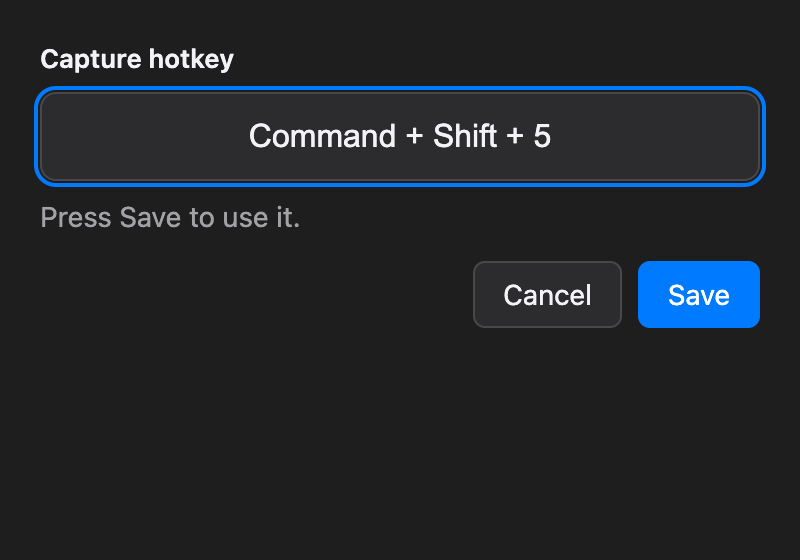 Capture hotkey
Command + Shift + 5
Press Save to use it.
Cancel
Save